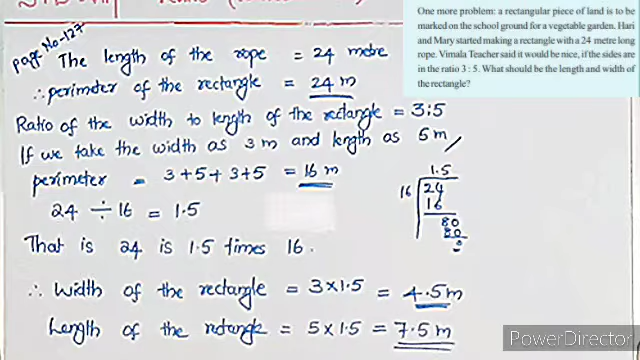 One more problem: a rectangular piece of land is to be
marked on the school ground for a vegetable garden. Hari
and Mary started making a rectangle with a 24 metre long
rope. Vimala Teacher said it would be nice, if the sides are
in the ratio 3 : 5. What should be the length and width of
the rectangle?
page No-127
The length of the rope = 24 metre
∴ perimeter of the rectangle = 24 m
Ratio of the width to length of the rectangle = 3:5
If we take the width as 3 m and length as 5 m,
perimeter = 3+5+3+5 = 16 m
24 ÷ 16 = 1.5
1.5
16 24
16
80
80
0
That is 24 is 1.5 times 16.
∴ Width of the rectangle = 3×1.5 = 4.5 m
Length of the rectangle = 5×1.5 = 7.5 m
PowerDirector